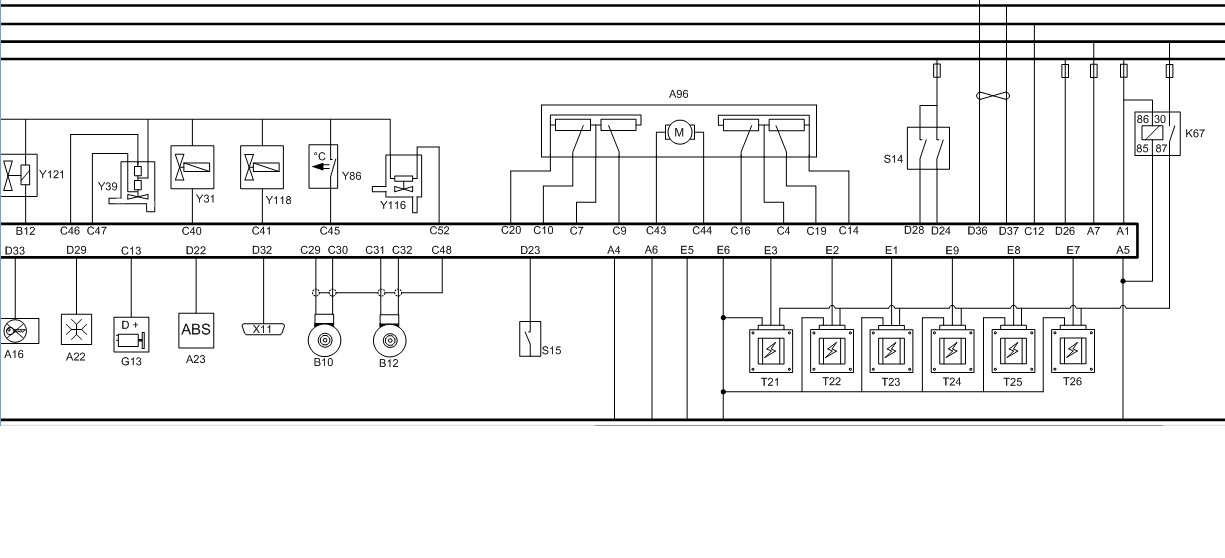 A96
86 30
K67
85 87
M
°C
S14
Y121
Y39
Y31
Y118
Y86
Y116
B12 C46 C47 C40 C41 C45 C52 C20 C10 C7 C9 C43 C44 C16 C4 C19 C14 D28 D24 D36 D37 C12 D26 A7 A1
D33 D29 C13 D22 D32 C29 C30 C31 C32 C48 D23 A4 A6 E5 E6 E3 E2 E1 E9 E8 E7 A5
D +
ABS
X11
A16
A22
G13
A23
B10
B12
S15
T21 T22 T23 T24 T25 T26